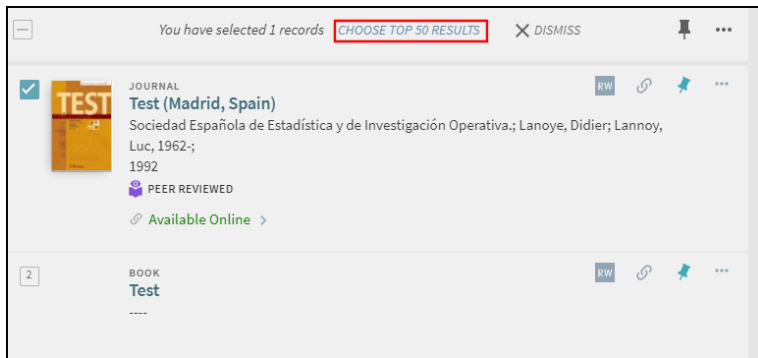 You have selected 1 records CHOOSE TOP 50 RESULTS DISMISS
JOURNAL
TEST
Test (Madrid, Spain)
RW
Sociedad Española de Estadística y de Investigación Operativa.; Lanoye, Didier; Lannoy,
Luc, 1962-;
1992
PEER REVIEWED
Available Online
2
BOOK
RW
Test
----